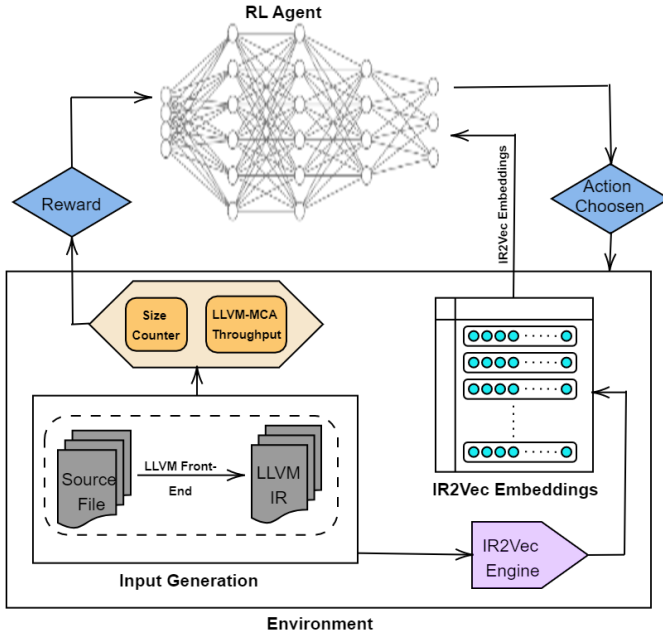 RL Agent
Reward
IR2Vec Embeddings
Action
Choosen
Size
Counter
LLVM-MCA
Throughput
Source
File
LLVM Front-
End
LLVM
IR
Input Generation
IR2Vec Embeddings
IR2Vec
Engine
Environment